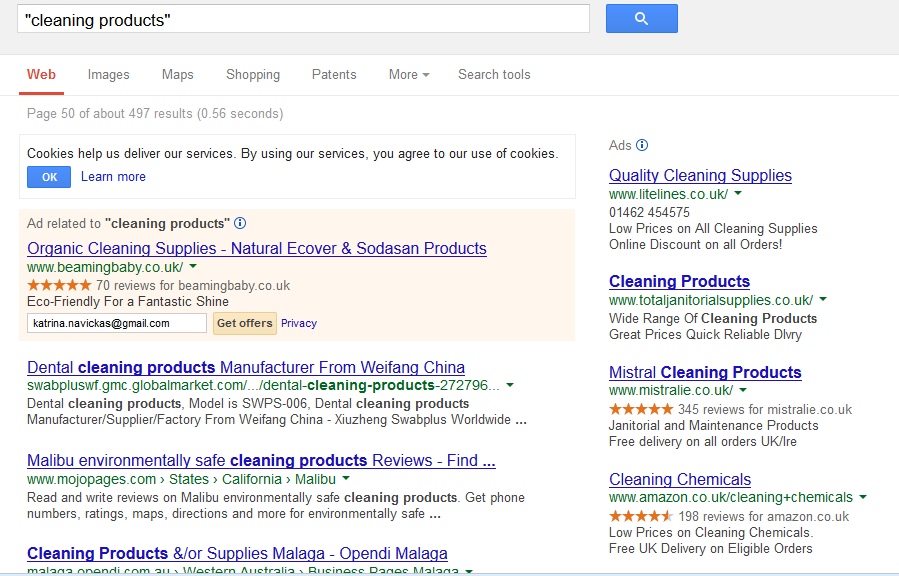 "cleaning products"
Web Images Maps Shopping Patents More Search tools
Page 50 of about 497 results (0.56 seconds)
Cookies help us deliver our services. By using our services, you agree to our use of cookies.
OK Learn more
Ad related to "cleaning products"
Organic Cleaning Supplies - Natural Ecover & Sodasan Products
www.beamingbaby.co.uk/
70 reviews for beamingbaby.co.uk
Eco-Friendly For a Fantastic Shine
katrina.navickas@gmail.com Get offers Privacy
Dental cleaning products Manufacturer From Weifang China
swabpluswf.gmc.globalmarket.com/.../dental-cleaning-products-272796...
Dental cleaning products, Model is SWPS-006, Dental cleaning products
Manufacturer/Supplier/Factory From Weifang China - Xiuzheng Swabplus Worldwide ...
Malibu environmentally safe cleaning products Reviews - Find ...
www.mojopages.com › States › California › Malibu
Read and write reviews on Malibu environmentally safe cleaning products. Get phone
numbers, ratings, maps, directions and more for environmentally safe ...
Cleaning Products &/or Supplies Malaga - Opendi Malaga
malaga.opendi.com.au › Western Australia › Business Pages Malaga
Ads
Quality Cleaning Supplies
www.litelines.co.uk/
01462 454575
Low Prices on All Cleaning Supplies
Online Discount on all Orders!
Cleaning Products
www.totaljanitorialsupplies.co.uk/
Wide Range Of Cleaning Products
Great Prices Quick Reliable Dlvry
Mistral Cleaning Products
www.mistralie.co.uk/
345 reviews for mistralie.co.uk
Janitorial and Maintenance Products
Free delivery on all orders UK/Ire
Cleaning Chemicals
www.amazon.co.uk/cleaning+chemicals
198 reviews for amazon.co.uk
Low Prices on Cleaning Chemicals.
Free UK Delivery on Eligible Orders